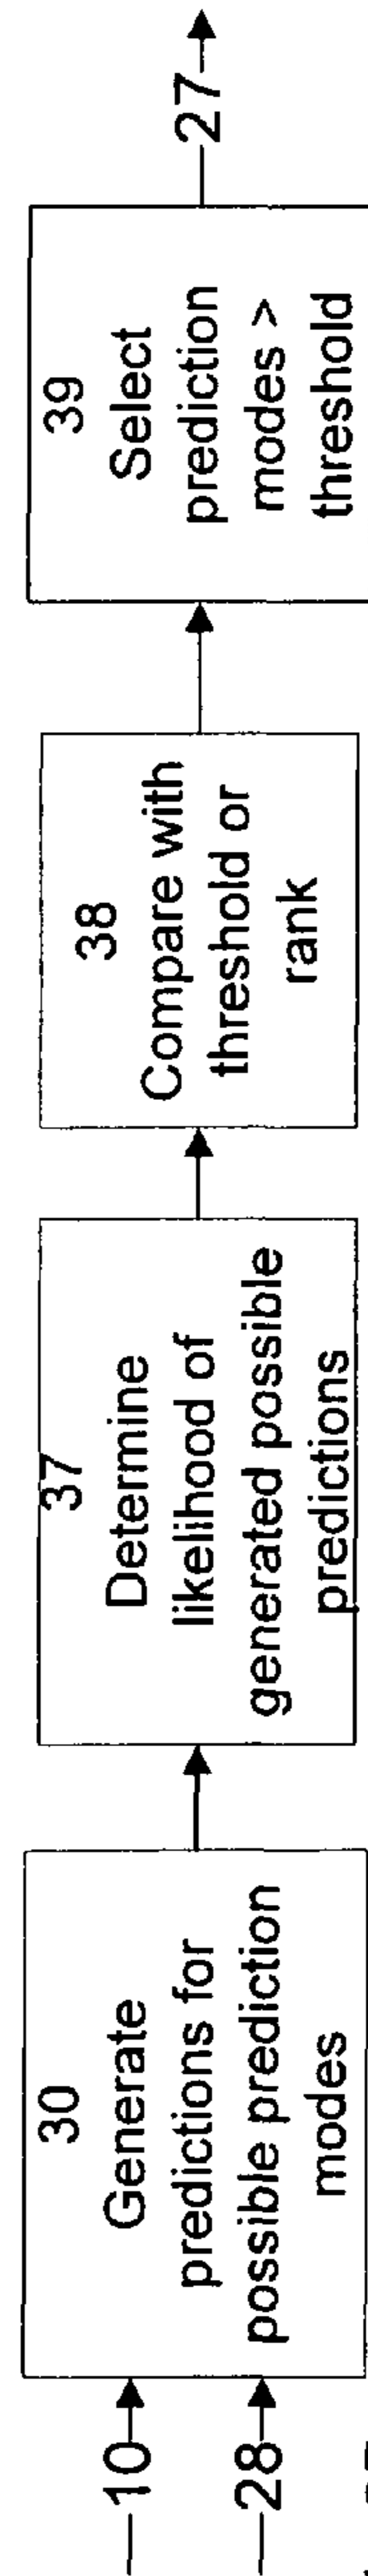 10
28
30
Generate
predictions for
possible prediction
modes
37
Determine
likelihood of
generated possible
predictions
38
Compare with
threshold or
rank
39
Select
prediction
modes >
threshold
27